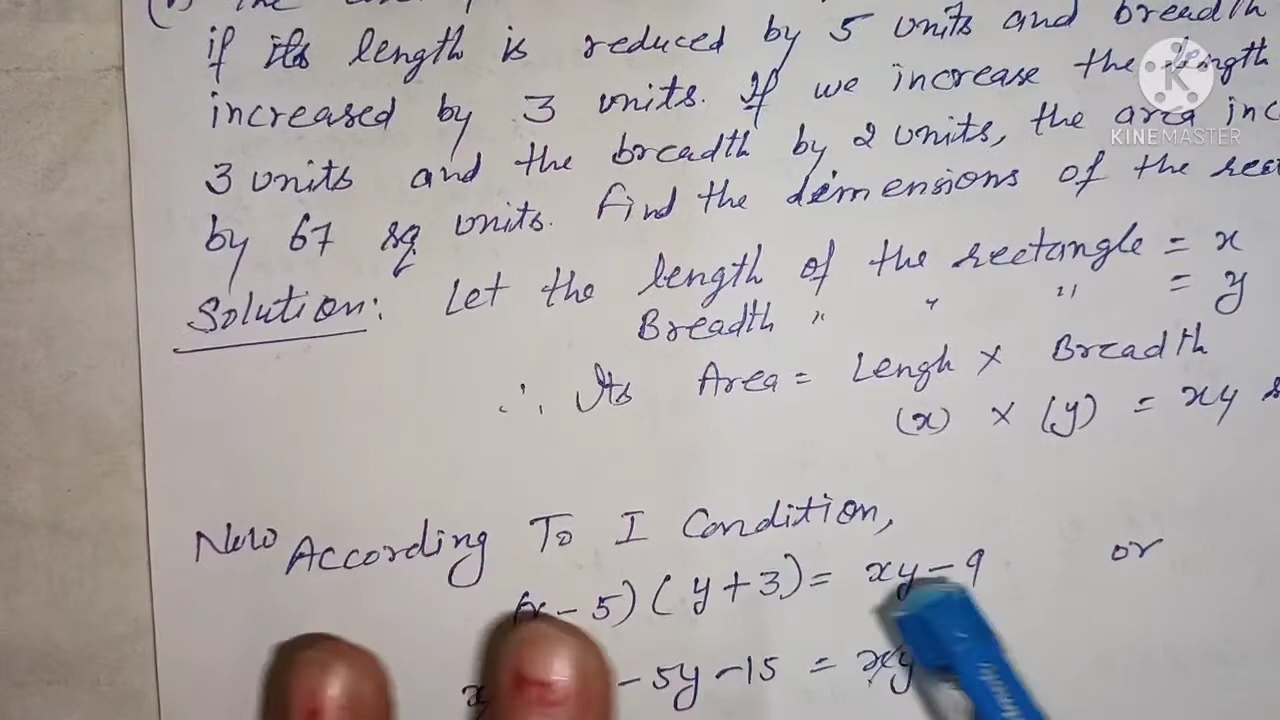 if its length is reduced by 5 units and breadth
increased by 3 units. If we increase the length
3 units and the breadth by 2 units, the area inc
by 67 sq units. Find the dimensions of the rect
Solution: Let the length of the rectangle = x
Breadth " " " = y
∴ Its Area = Lengh × Breadth
(x) × (y) = xy
Now According To I Condition,
(x - 5) (y + 3) = xy - 9 or
- 5y - 15 = xy
KINEMASTER